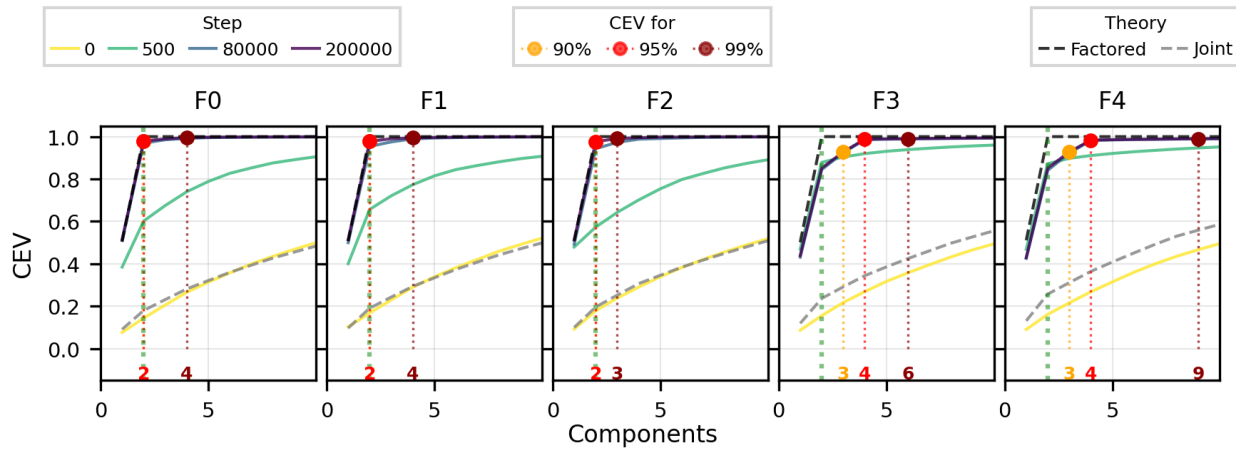 Step
0 500 80000 200000
CEV for
90% 95% 99%
Theory
Factored Joint
F0 F1 F2 F3 F4
CEV
1.0
0.8
0.6
0.4
0.2
0.0
2 4 2 4 2 3 3 4 6 3 4 9
0 5 0 5 0 5 0 5 0 5
Components